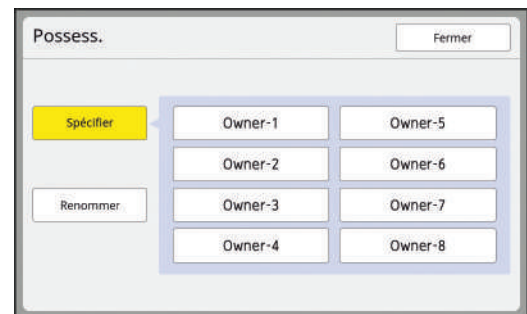 Possess.
Fermer
Spécifier
Owner-1
Owner-5
Owner-2
Owner-6
Renommer
Owner-3
Owner-7
Owner-4
Owner-8